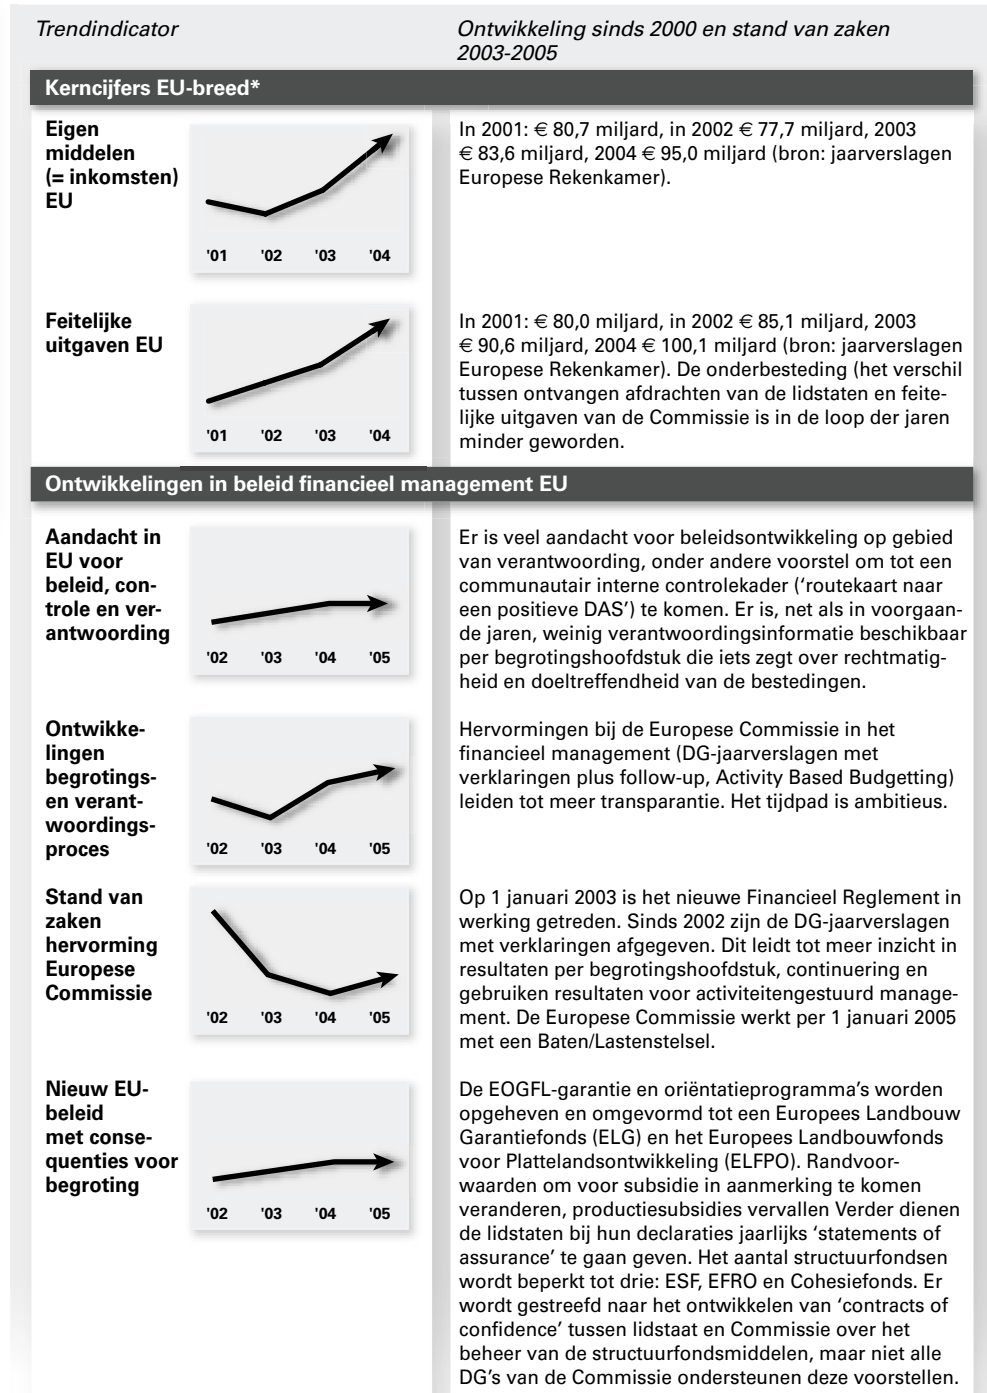 Trendindicator
Ontwikkeling sinds 2000 en stand van zaken
2003-2005
Kerncijfers EU-breed*
Eigen
middelen
(= inkomsten)
EU
'01 '02 '03 '04
In 2001: € 80,7 miljard, in 2002 € 77,7 miljard, 2003
€ 83,6 miljard, 2004 € 95,0 miljard (bron: jaarverslagen
Europese Rekenkamer).
Feitelijke
uitgaven EU
'01 '02 '03 '04
In 2001: € 80,0 miljard, in 2002 € 85,1 miljard, 2003
€ 90,6 miljard, 2004 € 100,1 miljard (bron: jaarverslagen
Europese Rekenkamer). De onderbesteding (het verschil
tussen ontvangen afdrachten van de lidstaten en feite-
lijke uitgaven van de Commissie is in de loop der jaren
minder geworden.
Ontwikkelingen in beleid financieel management EU
Aandacht in
EU voor
beleid, con-
trole en ver-
antwoording
'02 '03 '04 '05
Er is veel aandacht voor beleidsontwikkeling op gebied
van verantwoording, onder andere voorstel om tot een
communautair interne controlekader (‘routekaart naar
een positieve DAS’) te komen. Er is, net als in voorgaan-
de jaren, weinig verantwoordingsinformatie beschikbaar
per begrotingshoofdstuk die iets zegt over rechtmatig-
heid en doeltreffendheid van de bestedingen.
Ontwikke-
lingen
begrotings-
en verant-
woordings-
proces
'02 '03 '04 '05
Hervormingen bij de Europese Commissie in het
financieel management (DG-jaarverslagen met
verklaringen plus follow-up, Activity Based Budgetting)
leiden tot meer transparantie. Het tijdpad is ambitieus.
Stand van
zaken
hervorming
Europese
Commissie
'02 '03 '04 '05
Op 1 januari 2003 is het nieuwe Financieel Reglement in
werking getreden. Sinds 2002 zijn de DG-jaarverslagen
met verklaringen afgegeven. Dit leidt tot meer inzicht in
resultaten per begrotingshoofdstuk, continuering en
gebruiken resultaten voor activiteitengestuurd manage-
ment. De Europese Commissie werkt per 1 januari 2005
met een Baten/Lastenstelsel.
Nieuw EU-
beleid
met conse-
quenties voor
begroting
'02 '03 '04 '05
De EOGFL-garantie en oriëntatieprogramma’s worden
opgeheven en omgevormd tot een Europees Landbouw
Garantiefonds (ELG) en het Europees Landbouwfonds
voor Plattelandsontwikkeling (ELFPO). Randvoor-
waarden om voor subsidie in aanmerking te komen
veranderen, productiesubsidies vervallen Verder dienen
de lidstaten bij hun declaraties jaarlijks ‘statements of
assurance’ te gaan geven. Het aantal structuurfondsen
wordt beperkt tot drie: ESF, EFRO en Cohesiefonds. Er
wordt gestreefd naar het ontwikkelen van ‘contracts of
confidence’ tussen lidstaat en Commissie over het
beheer van de structuurfondsmiddelen, maar niet alle
DG’s van de Commissie ondersteunen deze voorstellen.